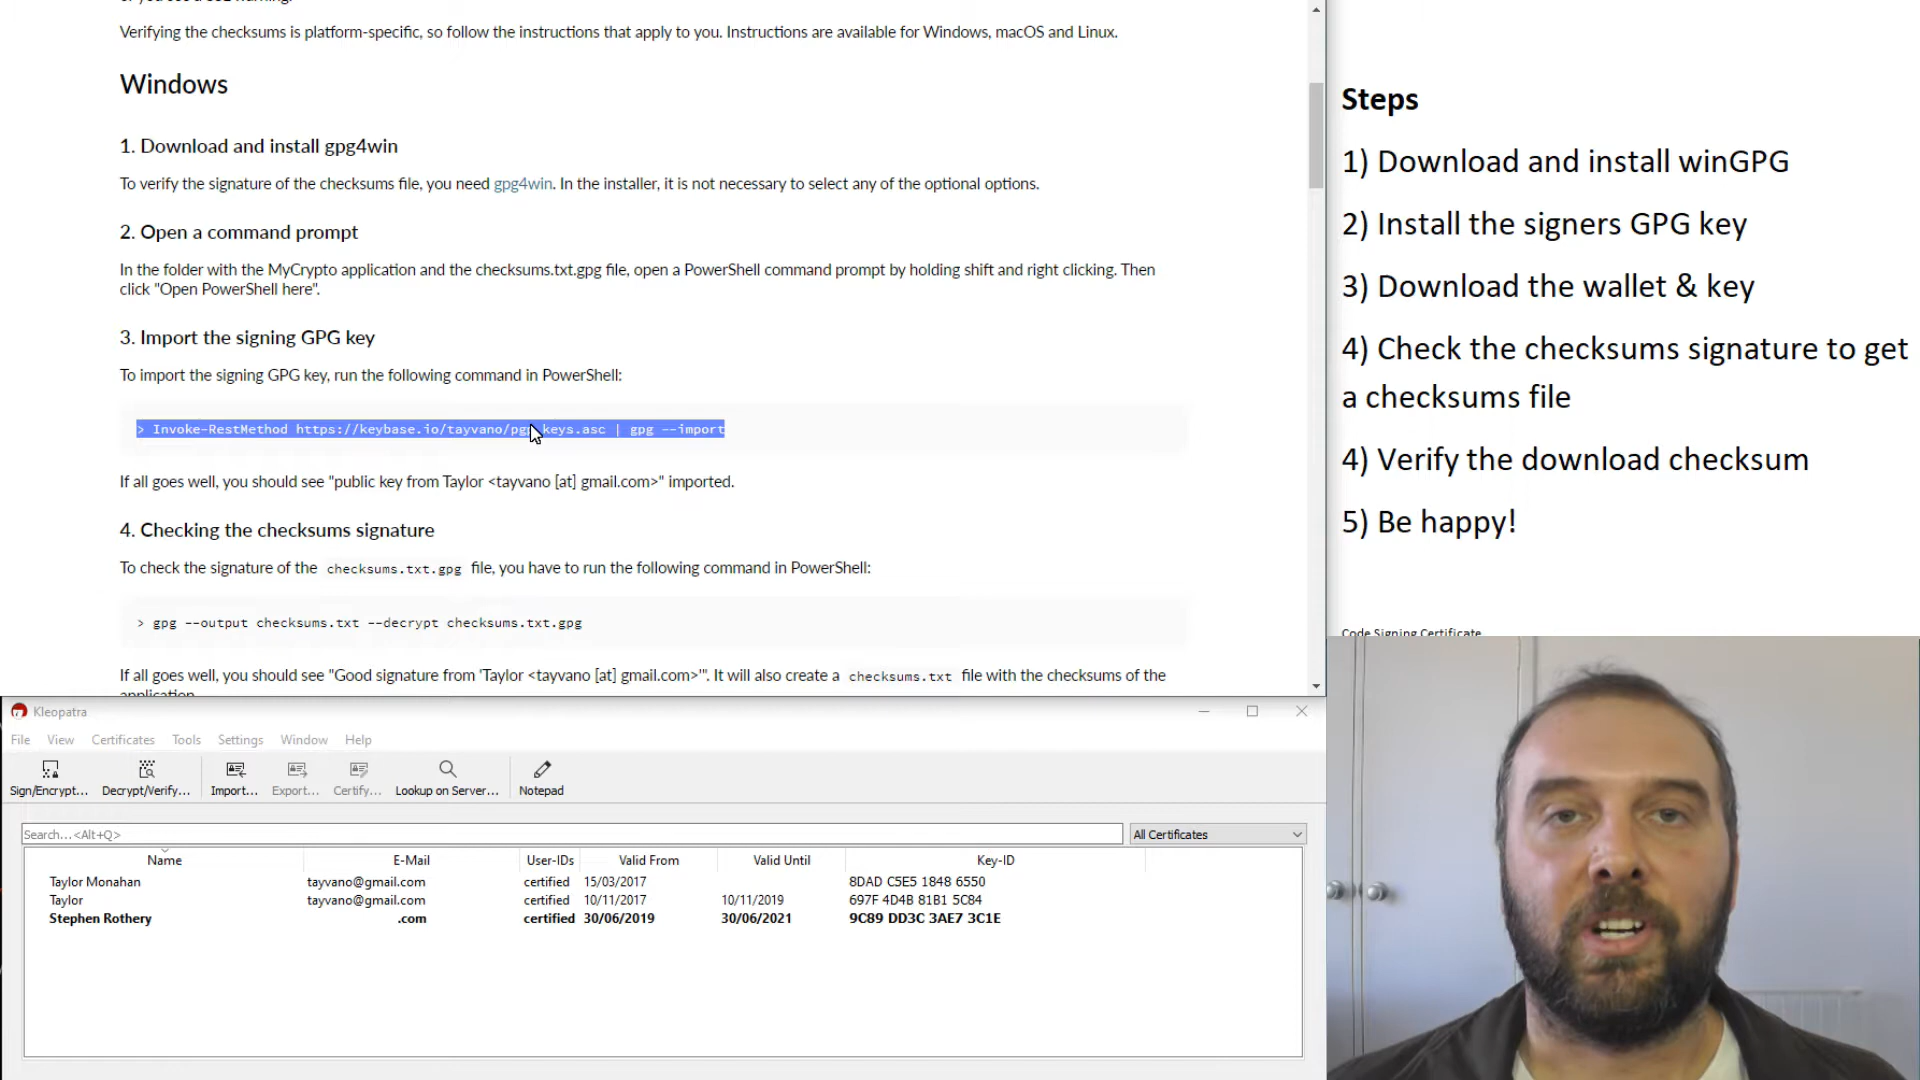 Verifying the checksums is platform-specific, so follow the instructions that apply to you. Instructions are available for Windows, macOS and Linux.
Windows
1. Download and install gpg4win
To verify the signature of the checksums file, you need gpg4win. In the installer, it is not necessary to select any of the optional options.
2. Open a command prompt
In the folder with the MyCrypto application and the checksums.txt.gpg file, open a PowerShell command prompt by holding shift and right clicking. Then
click "Open PowerShell here".
3. Import the signing GPG key
To import the signing GPG key, run the following command in PowerShell:
> Invoke-RestMethod https://keybase.io/tayvano/pgp_keys.asc | gpg --import
If all goes well, you should see "public key from Taylor <tayvano [at] gmail.com>" imported.
4. Checking the checksums signature
To check the signature of the checksums.txt.gpg file, you have to run the following command in PowerShell:
> gpg --output checksums.txt --decrypt checksums.txt.gpg
If all goes well, you should see "Good signature from 'Taylor <tayvano [at] gmail.com>'". It will also create a checksums.txt file with the checksums of the
application.
Steps
1) Download and install winGPG
2) Install the signers GPG key
3) Download the wallet & key
4) Check the checksums signature to get
a checksums file
4) Verify the download checksum
5) Be happy!
Code Signing Certificate
Kleopatra
File View Certificates Tools Settings Window Help
Sign/Encrypt... Decrypt/Verify... Import... Export... Certify... Lookup on Server... Notepad
Search...<Alt+Q> All Certificates
Name E-Mail User-IDs Valid From Valid Until Key-ID
Taylor Monahan tayvano@gmail.com certified 15/03/2017 8DAD C5E5 1848 6550
Taylor tayvano@gmail.com certified 10/11/2017 10/11/2019 697F 4D4B 81B1 5C84
Stephen Rothery .com certified 30/06/2019 30/06/2021 9C89 DD3C 3AE7 3C1E